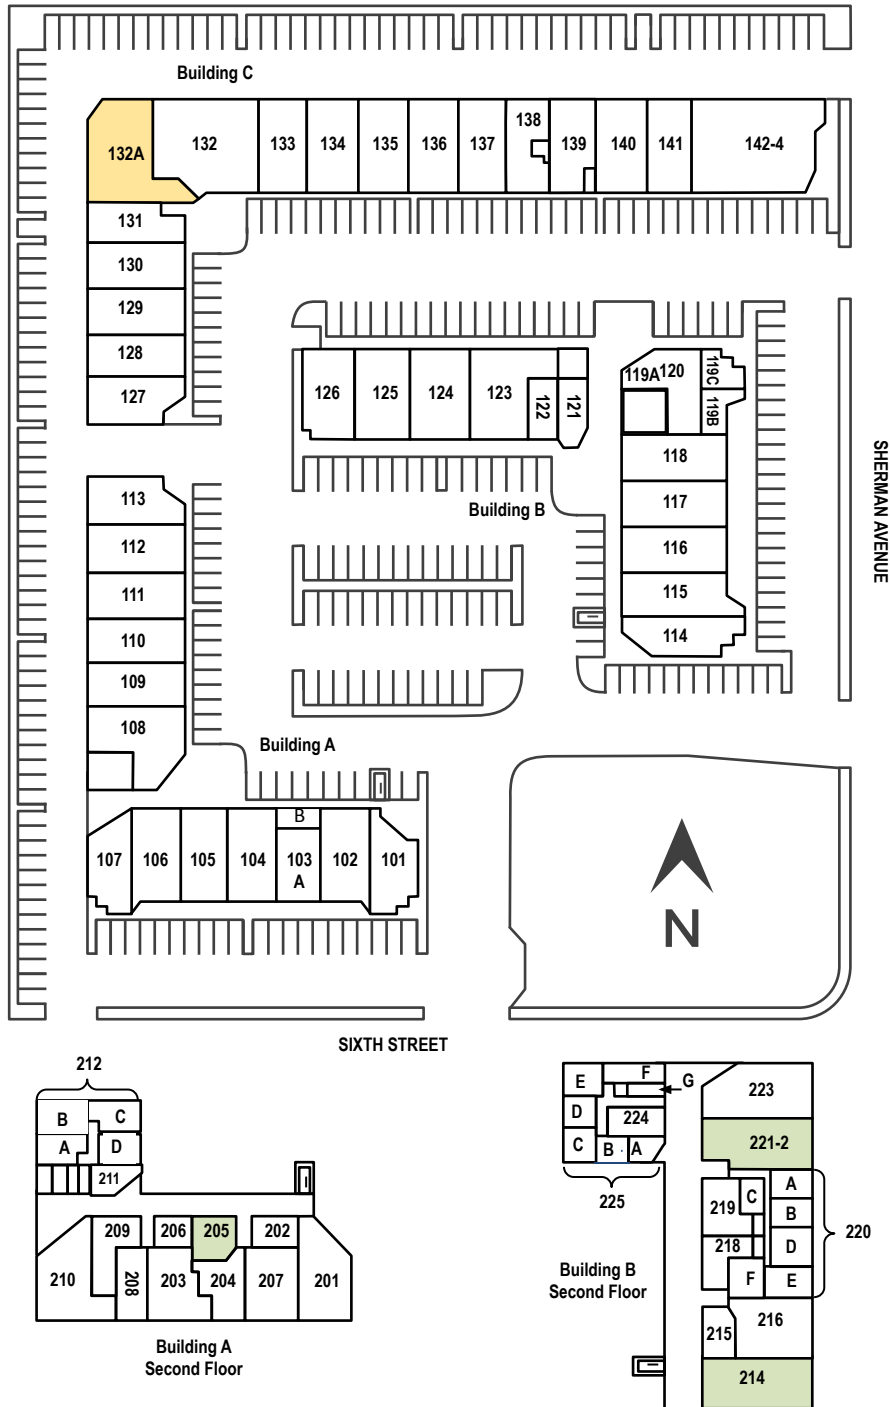 Building C
132A
132
133
134
135
136
137
138
139
140
141
142-4
131
130
129
128
127
126
125
124
123
122
121
119A
120
119C
119B
118
117
116
115
114
Building B
SHERMAN AVENUE
113
112
111
110
109
108
Building A
107
106
105
104
B
103
A
102
101
N
SIXTH STREET
212
B
C
A
D
211
209
206
205
202
210
208
203
204
207
201
Building A
Second Floor
E
F
G
D
224
C
B
A
225
223
221-2
219
C
A
B
D
220
218
F
E
215
216
214
Building B
Second Floor